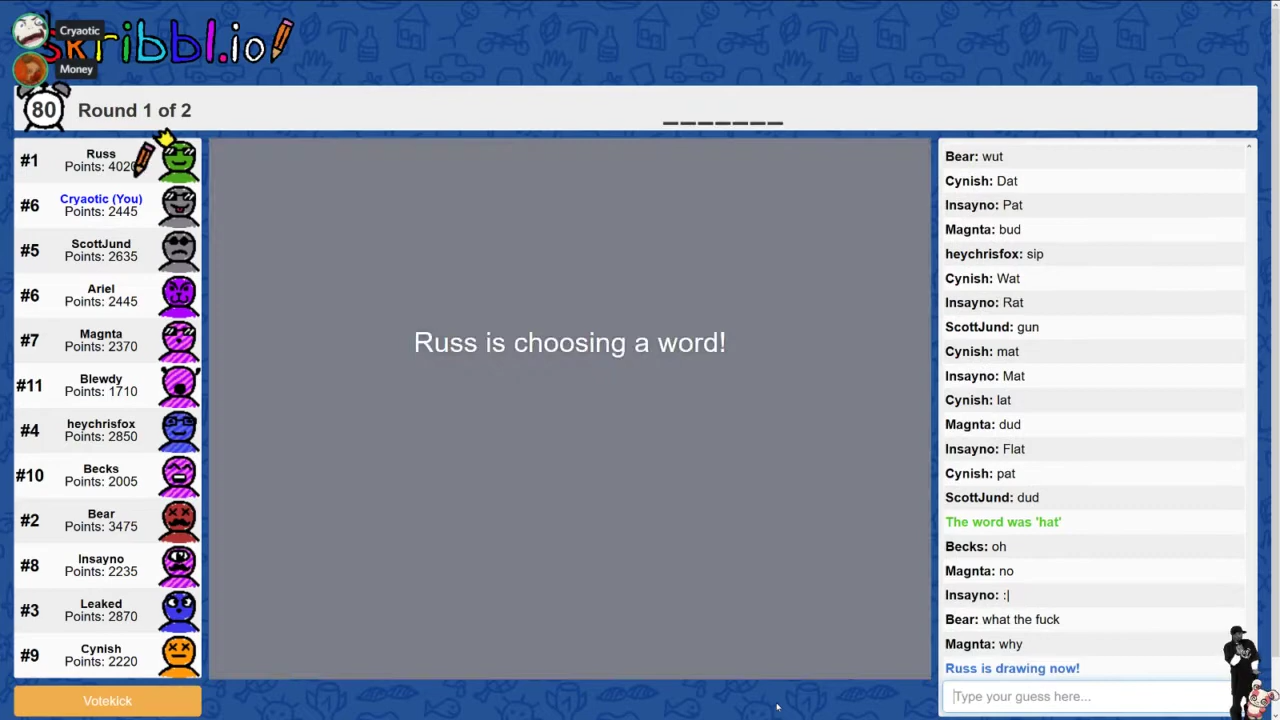 Cryaotic
skribbl.io!
Money
80
Round 1 of 2
_______
#1
Russ
Points: 4020
#6
Cryaotic (You)
Points: 2445
#5
ScottJund
Points: 2635
#6
Ariel
Points: 2445
#7
Magnta
Points: 2370
#11
Blewdy
Points: 1710
#4
heychrisfox
Points: 2850
#10
Becks
Points: 2005
#2
Bear
Points: 3475
#8
Insayno
Points: 2235
#3
Leaked
Points: 2870
#9
Cynish
Points: 2220
Votekick
Russ is choosing a word!
Bear: wut
Cynish: Dat
Insayno: Pat
Magnta: bud
heychrisfox: sip
Cynish: Wat
Insayno: Rat
ScottJund: gun
Cynish: mat
Insayno: Mat
Cynish: lat
Magnta: dud
Insayno: Flat
Cynish: pat
ScottJund: dud
The word was 'hat'
Becks: oh
Magnta: no
Insayno: :|
Bear: what the fuck
Magnta: why
Russ is drawing now!
Type your guess here...